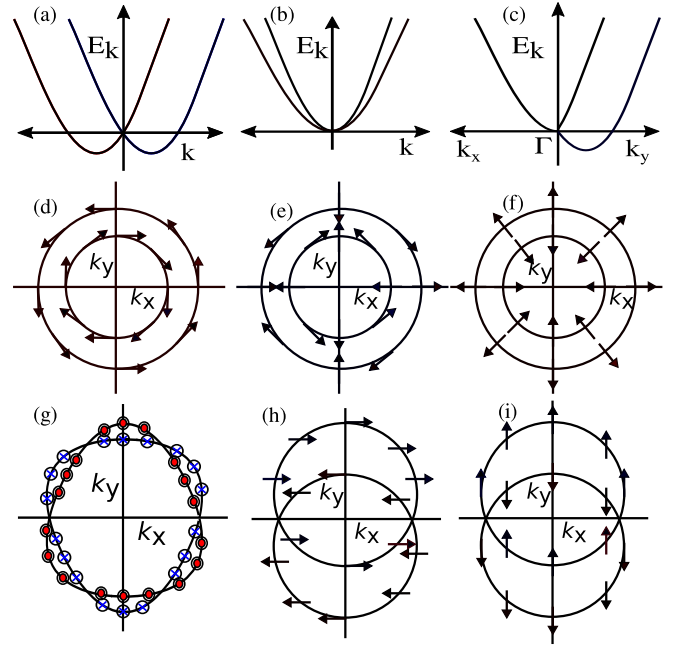 (a) (b) (c)
E_k E_k E_k
k k k_x Γ k_y
(d) (e) (f)
k_y k_y k_y
k_x k_x k_x
(g) (h) (i)
k_y k_y k_y
k_x k_x k_x